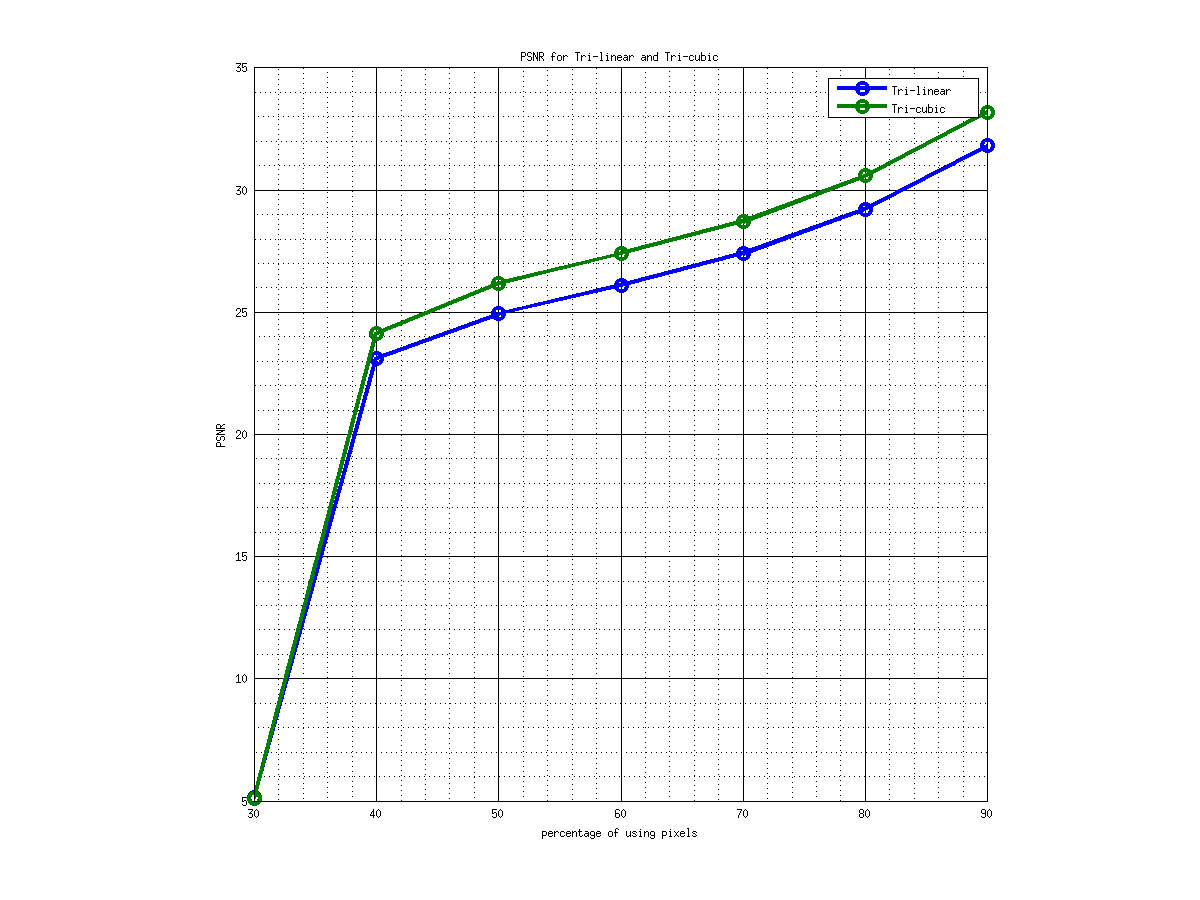 PSNR for Tri-linear and Tri-cubic
Tri-linear
Tri-cubic
35
30
25
20
15
10
5
PSNR
30 40 50 60 70 80 90
percentage of using pixels